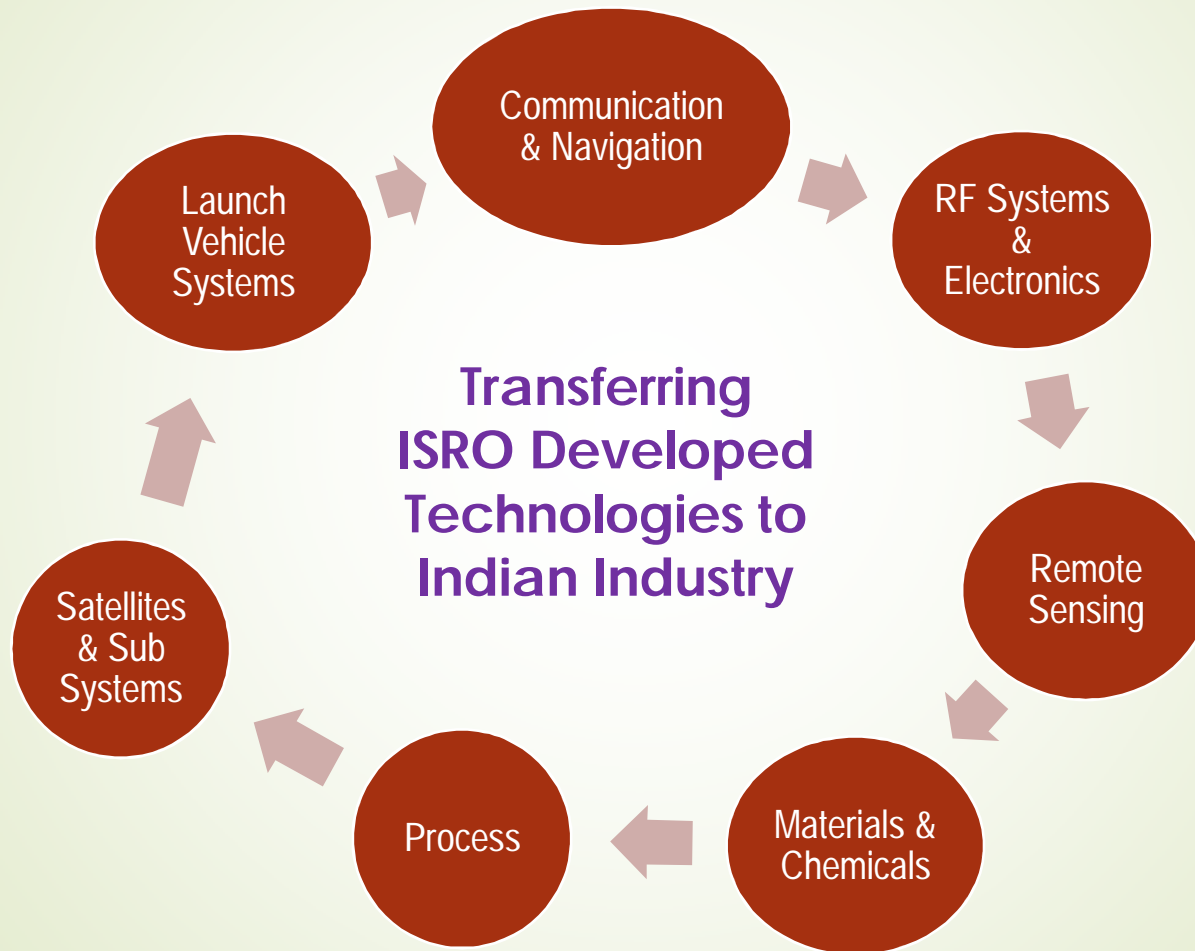 Communication
& Navigation
RF Systems
&
Electronics
Remote
Sensing
Materials &
Chemicals
Process
Satellites
& Sub
Systems
Launch
Vehicle
Systems
Transferring
ISRO Developed
Technologies to
Indian Industry